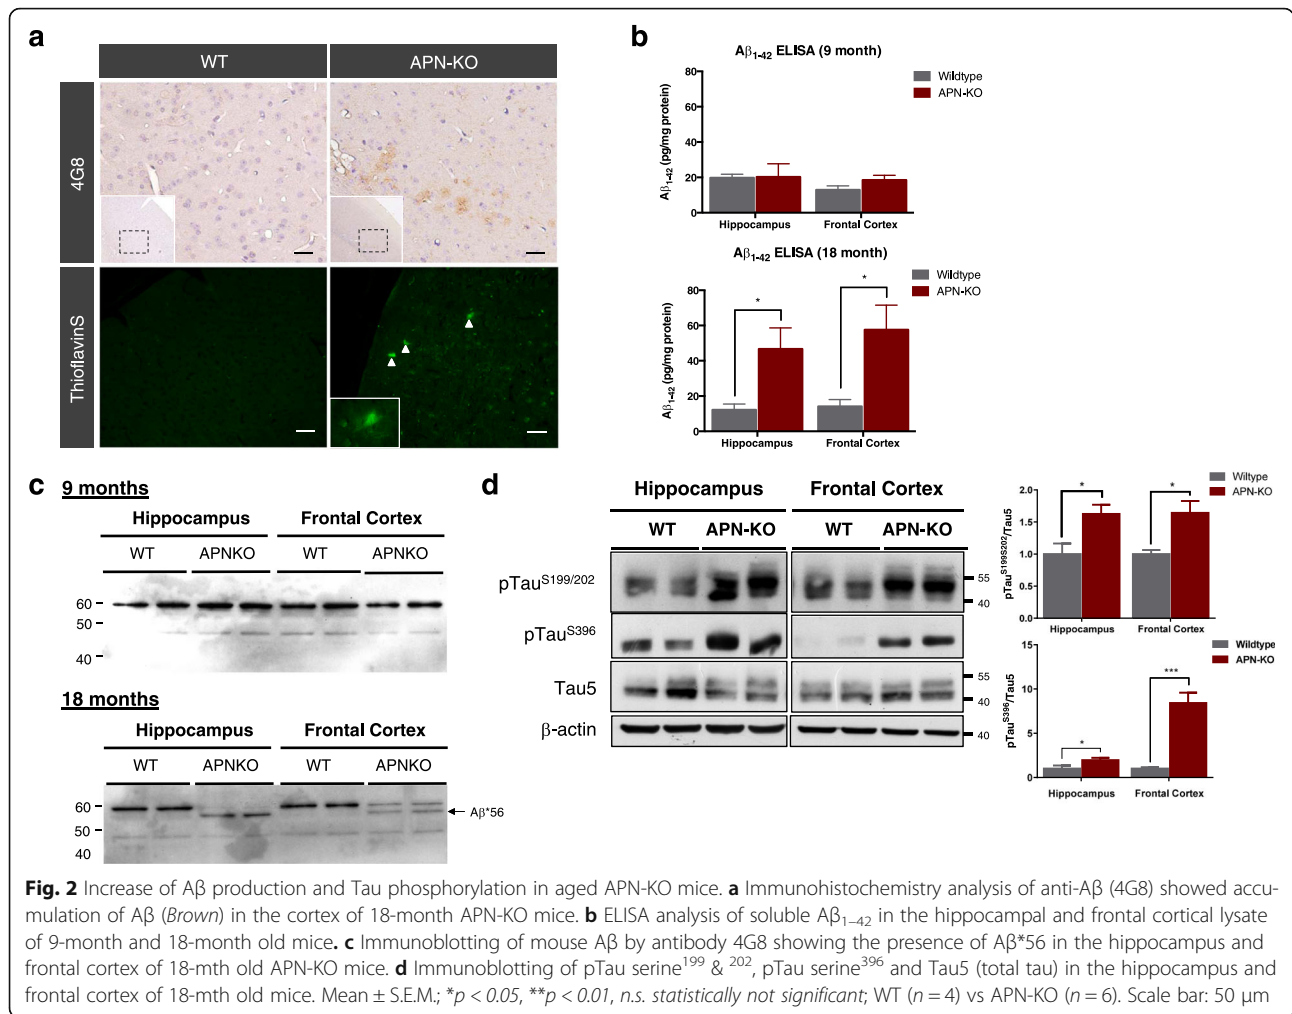 a
WT
APN-KO
4G8
ThioflavinS
b
Aβ1-42 ELISA (9 month)
Wildtype
APN-KO
Aβ1-42 (pg/mg protein)
80
60
40
20
0
Hippocampus
Frontal Cortex
Aβ1-42 ELISA (18 month)
Wildtype
APN-KO
Aβ1-42 (pg/mg protein)
80
60
40
20
0
*
*
Hippocampus
Frontal Cortex
c
9 months
Hippocampus
Frontal Cortex
WT
APNKO
WT
APNKO
60
50
40
18 months
Hippocampus
Frontal Cortex
WT
APNKO
WT
APNKO
60
50
40
Aβ*56
d
Hippocampus
Frontal Cortex
WT
APN-KO
WT
APN-KO
pTauS199/202
55
40
pTauS396
Tau5
55
40
β-actin
40
Wiltype
APN-KO
pTauS199S202/Tau5
2.0
1.5
1.0
0.5
0.0
*
*
Hippocampus
Frontal Cortex
Wildtype
APN-KO
pTauS396/Tau5
15
10
5
0
*
***
Hippocampus
Frontal Cortex
Fig. 2 Increase of Aβ production and Tau phosphorylation in aged APN-KO mice. a Immunohistochemistry analysis of anti-Aβ (4G8) showed accu-
mulation of Aβ (Brown) in the cortex of 18-month APN-KO mice. b ELISA analysis of soluble Aβ1–42 in the hippocampal and frontal cortical lysate
of 9-month and 18-month old mice. c Immunoblotting of mouse Aβ by antibody 4G8 showing the presence of Aβ*56 in the hippocampus and
frontal cortex of 18-mth old APN-KO mice. d Immunoblotting of pTau serine199 & 202, pTau serine396 and Tau5 (total tau) in the hippocampus and
frontal cortex of 18-mth old mice. Mean ± S.E.M.; *p < 0.05, **p < 0.01, n.s. statistically not significant; WT (n = 4) vs APN-KO (n = 6). Scale bar: 50 μm